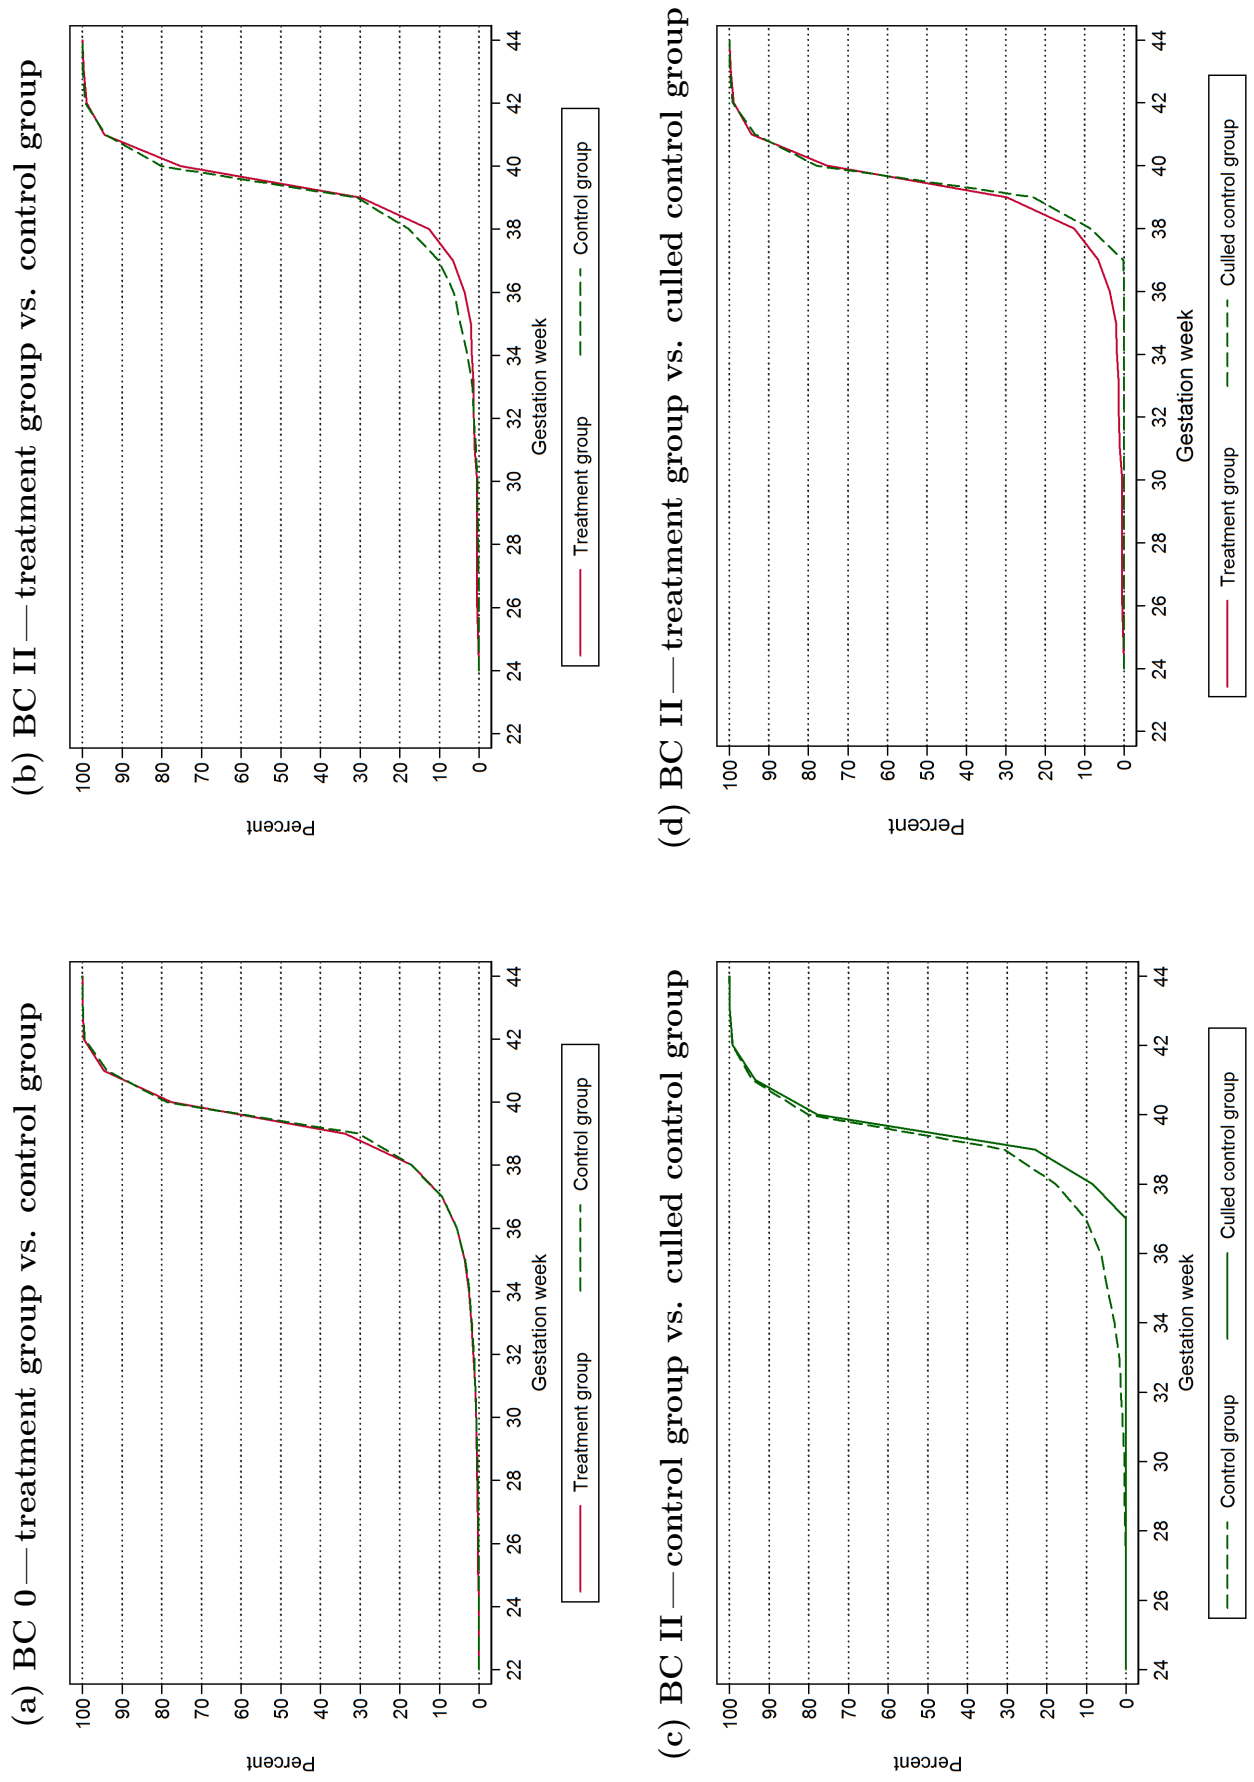 (a) BC 0—treatment group vs. control group
Percent
100
90
80
70
60
50
40
30
20
10
0
22 24 26 28 30 32 34 36 38 40 42 44
Gestation week
Treatment group Control group
(b) BC II—treatment group vs. control group
Percent
100
90
80
70
60
50
40
30
20
10
0
22 24 26 28 30 32 34 36 38 40 42 44
Gestation week
Treatment group Control group
(c) BC II—control group vs. culled control group
Percent
100
90
80
70
60
50
40
30
20
10
0
24 26 28 30 32 34 36 38 40 42 44
Gestation week
Control group Culled control group
(d) BC II—treatment group vs. culled control group
Percent
100
90
80
70
60
50
40
30
20
10
0
22 24 26 28 30 32 34 36 38 40 42 44
Gestation week
Treatment group Culled control group